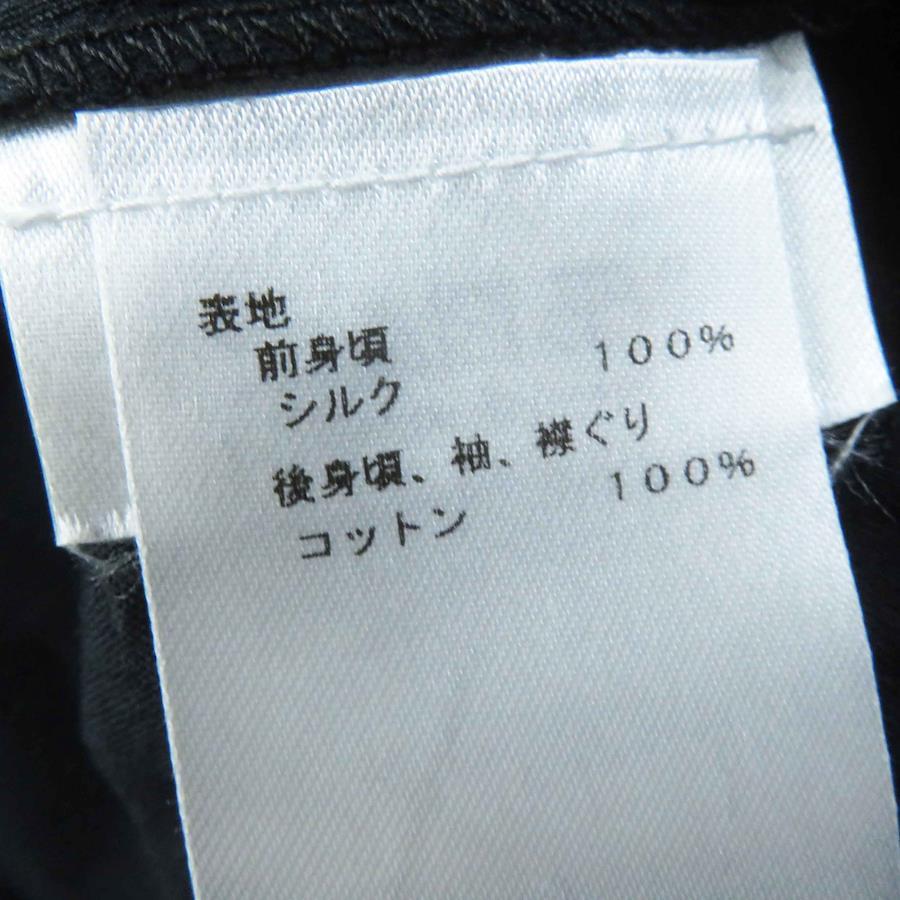 表地
前身頃
シルク 100%
後身頃、袖、襟ぐり
コットン 100%